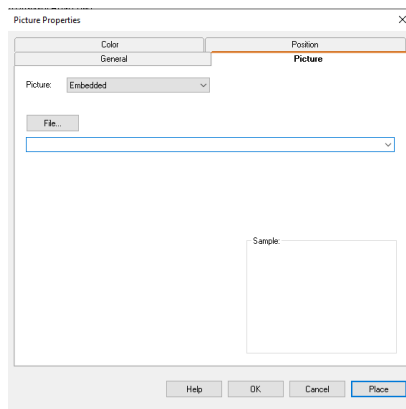 Picture Properties
Color
Position
General
Picture
Picture:
Embedded
File...
Sample:
Help
OK
Cancel
Place